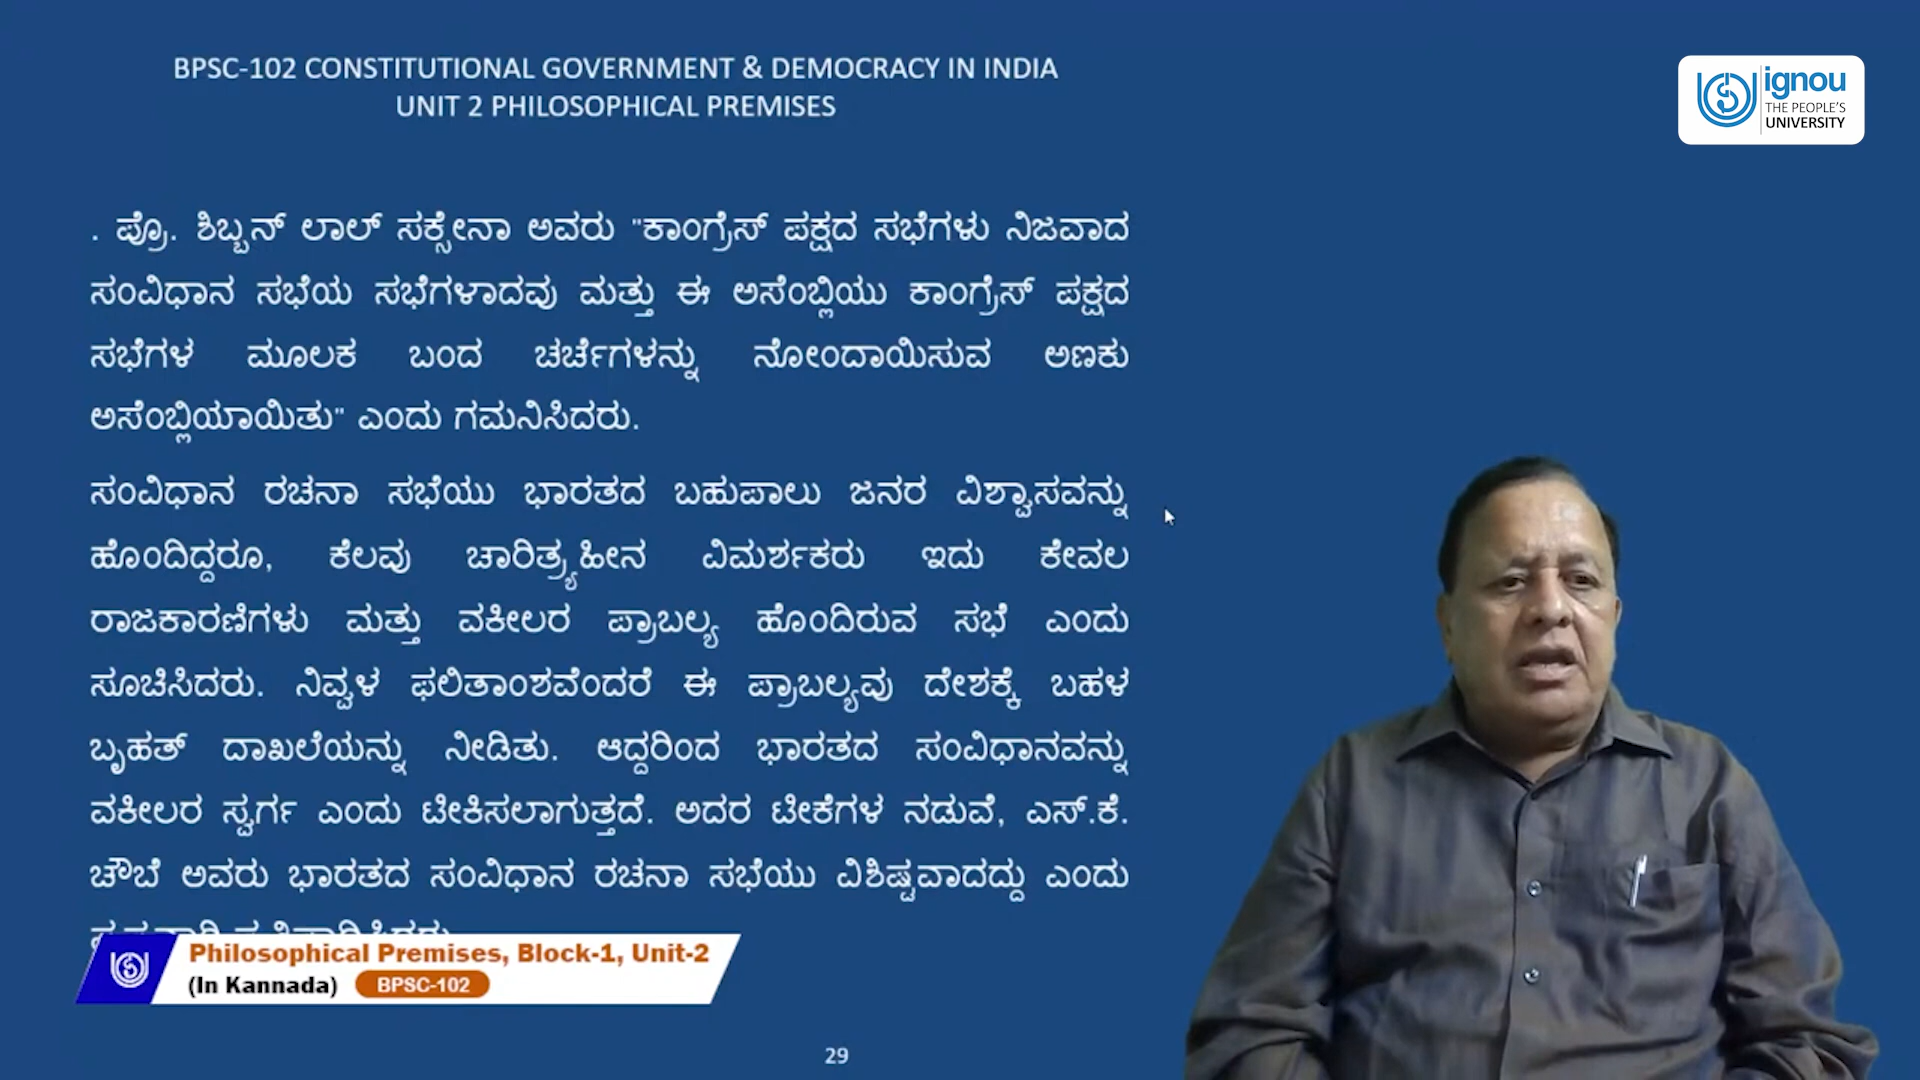 BPSC-102 CONSTITUTIONAL GOVERNMENT & DEMOCRACY IN INDIA
UNIT 2 PHILOSOPHICAL PREMISES
ignou
THE PEOPLE'S
UNIVERSITY
. ಪ್ರೊ. ಶಿಬ್ಬನ್ ಲಾಲ್ ಸಕ್ಸೇನಾ ಅವರು "ಕಾಂಗ್ರೆಸ್ ಪಕ್ಷದ ಸಭೆಗಳು ನಿಜವಾದ
ಸಂವಿಧಾನ ಸಭೆಯ ಸಭೆಗಳಾದವು ಮತ್ತು ಈ ಅಸೆಂಬ್ಲಿಯು ಕಾಂಗ್ರೆಸ್ ಪಕ್ಷದ
ಸಭೆಗಳ ಮೂಲಕ ಬಂದ ಚರ್ಚೆಗಳನ್ನು ನೋಂದಾಯಿಸುವ ಅಣಕು
ಅಸೆಂಬ್ಲಿಯಾಯಿತು" ಎಂದು ಗಮನಿಸಿದರು.
ಸಂವಿಧಾನ ರಚನಾ ಸಭೆಯು ಭಾರತದ ಬಹುಪಾಲು ಜನರ ವಿಶ್ವಾಸವನ್ನು
ಹೊಂದಿದ್ದರೂ, ಕೆಲವು ಚಾರಿತ್ರ್ಯಹೀನ ವಿಮರ್ಶಕರು ಇದು ಕೇವಲ
ರಾಜಕಾರಣಿಗಳು ಮತ್ತು ವಕೀಲರ ಪ್ರಾಬಲ್ಯ ಹೊಂದಿರುವ ಸಭೆ ಎಂದು
ಸೂಚಿಸಿದರು. ನಿವ್ವಳ ಫಲಿತಾಂಶವೆಂದರೆ ಈ ಪ್ರಾಬಲ್ಯವು ದೇಶಕ್ಕೆ ಬಹಳ
ಬೃಹತ್ ದಾಖಲೆಯನ್ನು ನೀಡಿತು. ಆದ್ದರಿಂದ ಭಾರತದ ಸಂವಿಧಾನವನ್ನು
ವಕೀಲರ ಸ್ವರ್ಗ ಎಂದು ಟೀಕಿಸಲಾಗುತ್ತದೆ. ಅದರ ಟೀಕೆಗಳ ನಡುವೆ, ಎಸ್.ಕೆ.
ಚೌಬೆ ಅವರು ಭಾರತದ ಸಂವಿಧಾನ ರಚನಾ ಸಭೆಯು ವಿಶಿಷ್ಟವಾದದ್ದು ಎಂದು
Philosophical Premises, Block-1, Unit-2
(In Kannada) BPSC-102
29